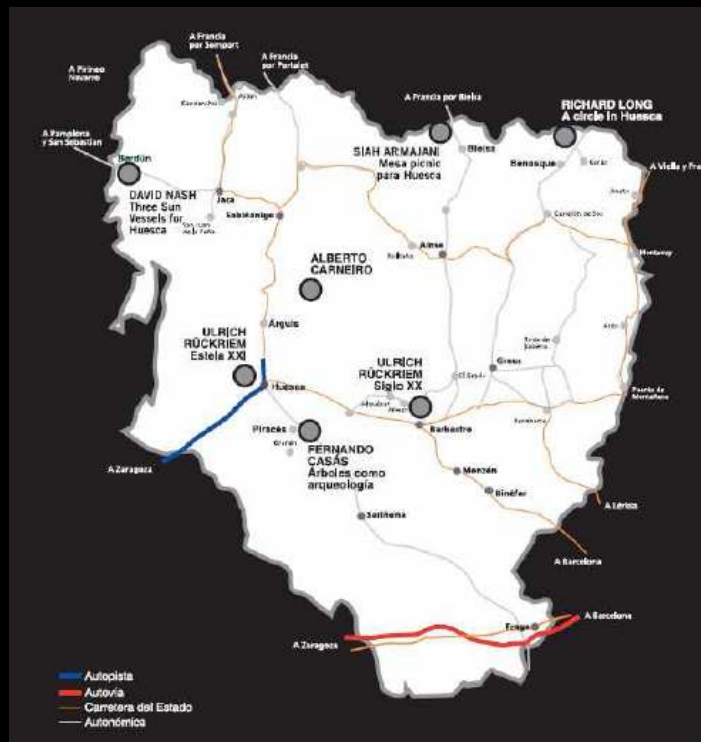 A Francia
por Somport
A Francia
por Portalet
A Pirineo
Navarro
A Francia por Bielsa
RICHARD LONG
A circle in Huesca
A Pamplona
y San Sebastián
Berdún
SIAH ARMAJANI
Mesa picnic
para Huesca
Bielsa
Benasque
DAVID NASH
Three Sun
Vessels for
Huesca
Jaca
Sabiñánigo
ALBERTO
CARNEIRO
Ainsa
Arguis
ULRICH
RÜCKRIEM
Estela XXI
Huesca
ULRICH
RÜCKRIEM
Siglo XX
El Grado
Graus
Barbastro
Piracés
FERNANDO
CASÁS
Árboles como
arqueología
A Zaragoza
Monzón
Binéfar
A Lérida
Sariñena
A Barcelona
Fraga
A Barcelona
A Zaragoza
Autopista
Autovía
Carretera del Estado
Autonómica